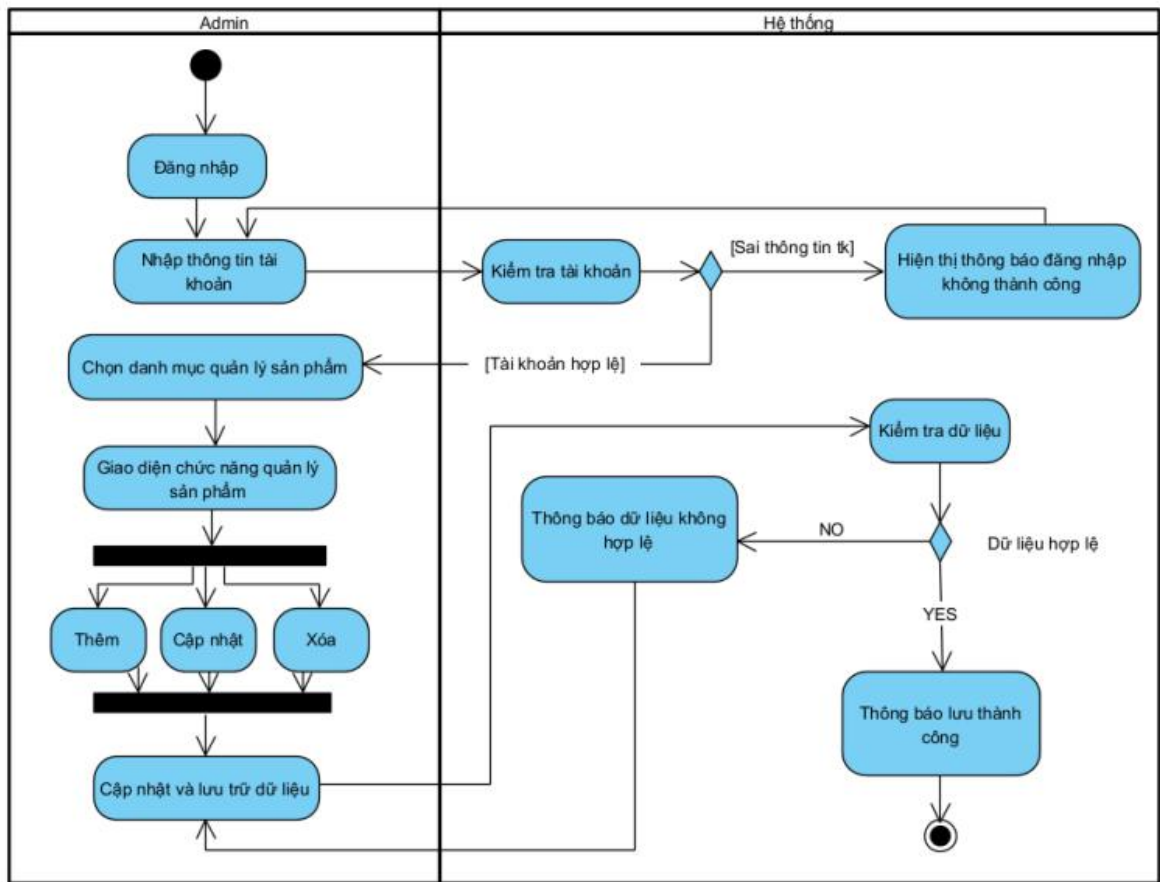 Admin
Hệ thống
Đăng nhập
Nhập thông tin tài
khoản
Kiểm tra tài khoản
[Sai thông tin tk]
Hiện thị thông báo đăng nhập
không thành công
Chọn danh mục quản lý sản phẩm
[Tài khoản hợp lệ]
Kiểm tra dữ liệu
Giao diện chức năng quản lý
sản phẩm
Thông báo dữ liệu không
hợp lệ
NO
Dữ liệu hợp lệ
Thêm
Cập nhật
Xóa
YES
Thông báo lưu thành
công
Cập nhật và lưu trữ dữ liệu